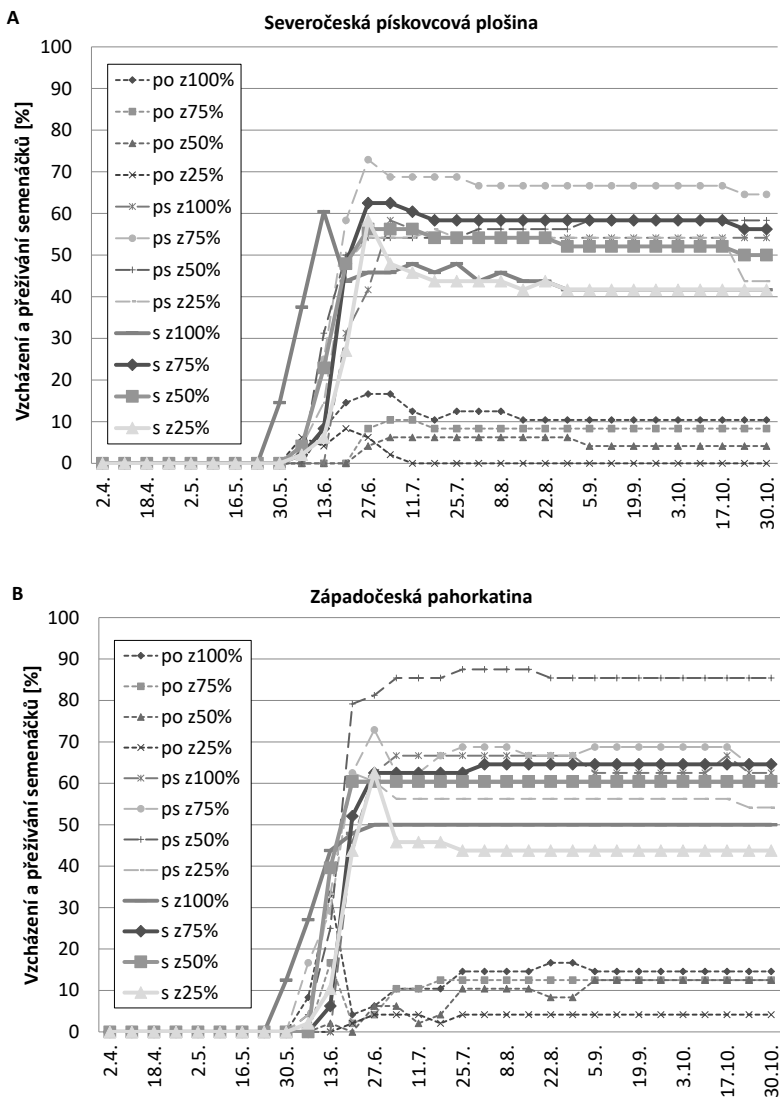 A
Severočeská pískovcová plošina
Vzcházení a přežívání semenáčků [%]
100
90
80
70
60
50
40
30
20
10
0
po z100%
po z75%
po z50%
po z25%
ps z100%
ps z75%
ps z50%
ps z25%
s z100%
s z75%
s z50%
s z25%
2.4.
18.4.
2.5.
16.5.
30.5.
13.6.
27.6.
11.7.
25.7.
8.8.
22.8.
5.9.
19.9.
3.10.
17.10.
30.10.
B
Západočeská pahorkatina
Vzcházení a přežívání semenáčků [%]
100
90
80
70
60
50
40
30
20
10
0
po z100%
po z75%
po z50%
po z25%
ps z100%
ps z75%
ps z50%
ps z25%
s z100%
s z75%
s z50%
s z25%
2.4.
18.4.
2.5.
16.5.
30.5.
13.6.
27.6.
11.7.
25.7.
8.8.
22.8.
5.9.
19.9.
3.10.
17.10.
30.10.